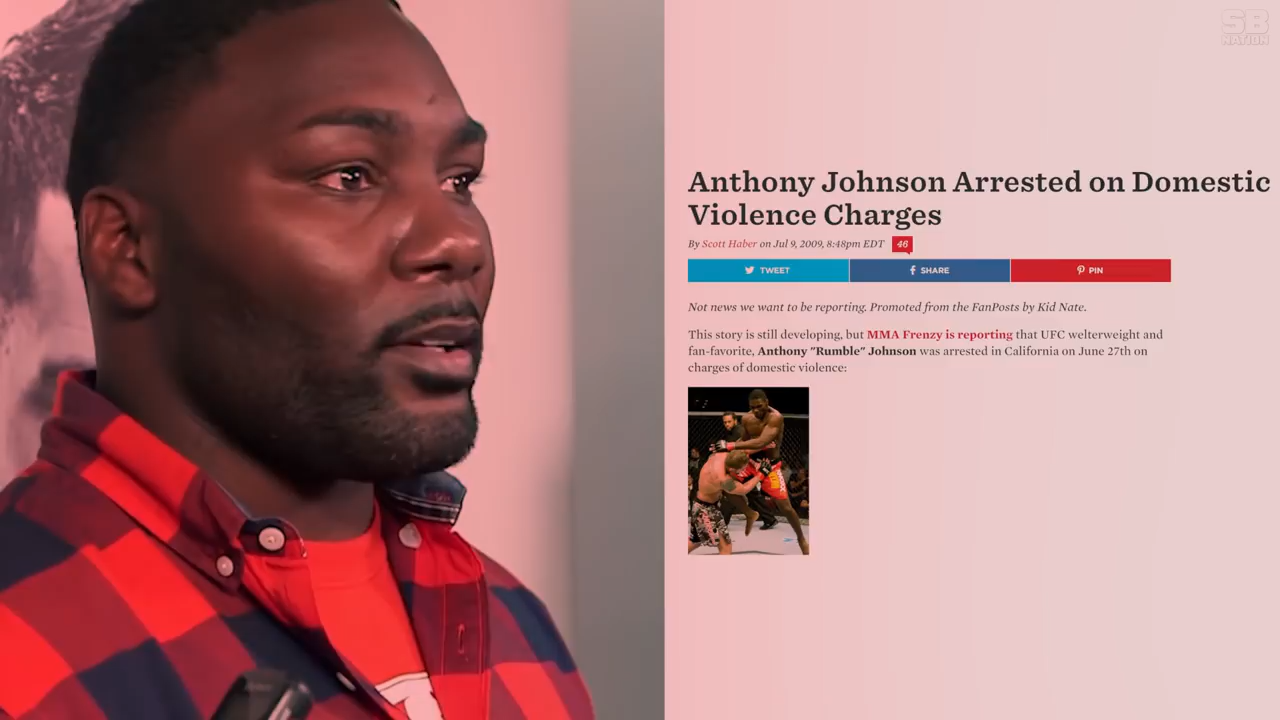 SB
NATION
Anthony Johnson Arrested on Domestic
Violence Charges
By Scott Haber on Jul 9, 2009, 8:48pm EDT 46
TWEET SHARE PIN
Not news we want to be reporting. Promoted from the FanPosts by Kid Nate.
This story is still developing, but MMA Frenzy is reporting that UFC welterweight and
fan-favorite, Anthony "Rumble" Johnson was arrested in California on June 27th on
charges of domestic violence: